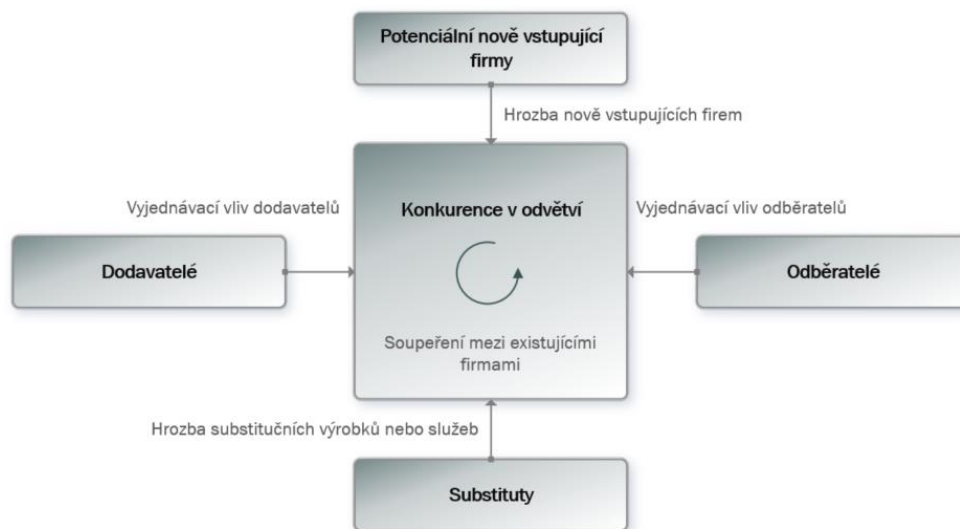 Potenciální nově vstupující
firmy
Hrozba nově vstupujících firem
Vyjednávací vliv dodavatelů
Konkurence v odvětví
Vyjednávací vliv odběratelů
Dodavatelé
Odběratelé
Soupeření mezi existujícími
firmami
Hrozba substitučních výrobků nebo služeb
Substituty